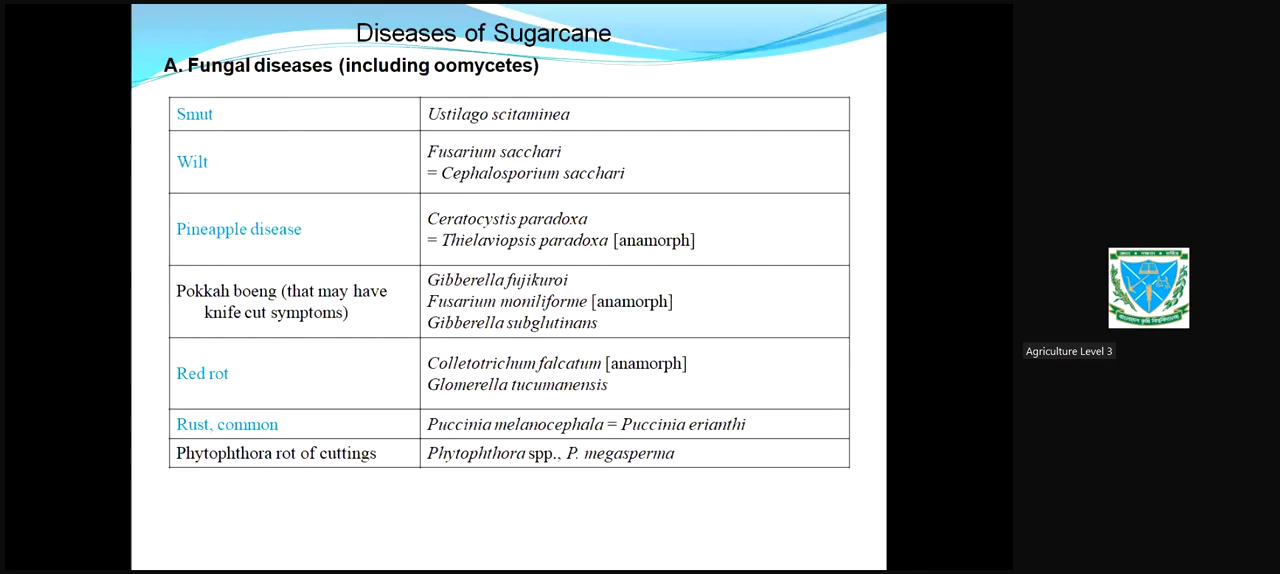 Diseases of Sugarcane
A. Fungal diseases (including oomycetes)
Smut
Ustilago scitaminea
Wilt
Fusarium sacchari
= Cephalosporium sacchari
Pineapple disease
Ceratocystis paradoxa
= Thielaviopsis paradoxa [anamorph]
Pokkah boeng (that may have
knife cut symptoms)
Gibberella fujikuroi
Fusarium moniliforme [anamorph]
Gibberella subglutinans
Red rot
Colletotrichum falcatum [anamorph]
Glomerella tucumanensis
Rust, common
Puccinia melanocephala = Puccinia erianthi
Phytophthora rot of cuttings
Phytophthora spp., P. megasperma
Agriculture Level 3